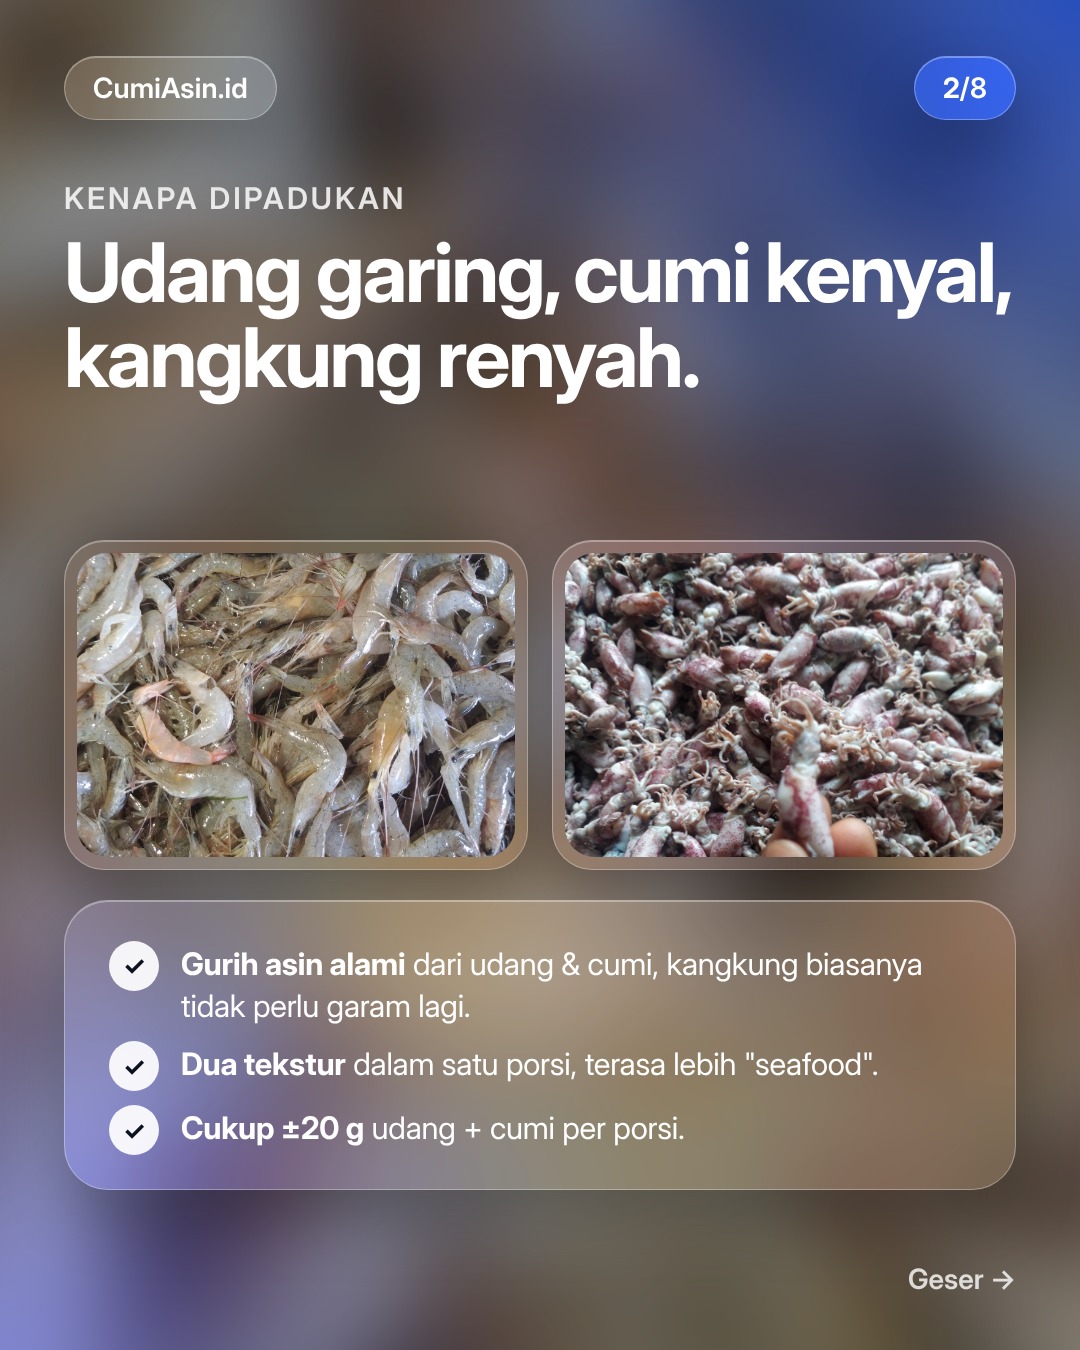 CumiAsin.id
2/8
KENAPA DIPADUKAN
Udang garing, cumi kenyal,
kangkung renyah.
Gurih asin alami dari udang & cumi, kangkung biasanya
tidak perlu garam lagi.
Dua tekstur dalam satu porsi, terasa lebih "seafood".
Cukup ±20 g udang + cumi per porsi.
Geser →